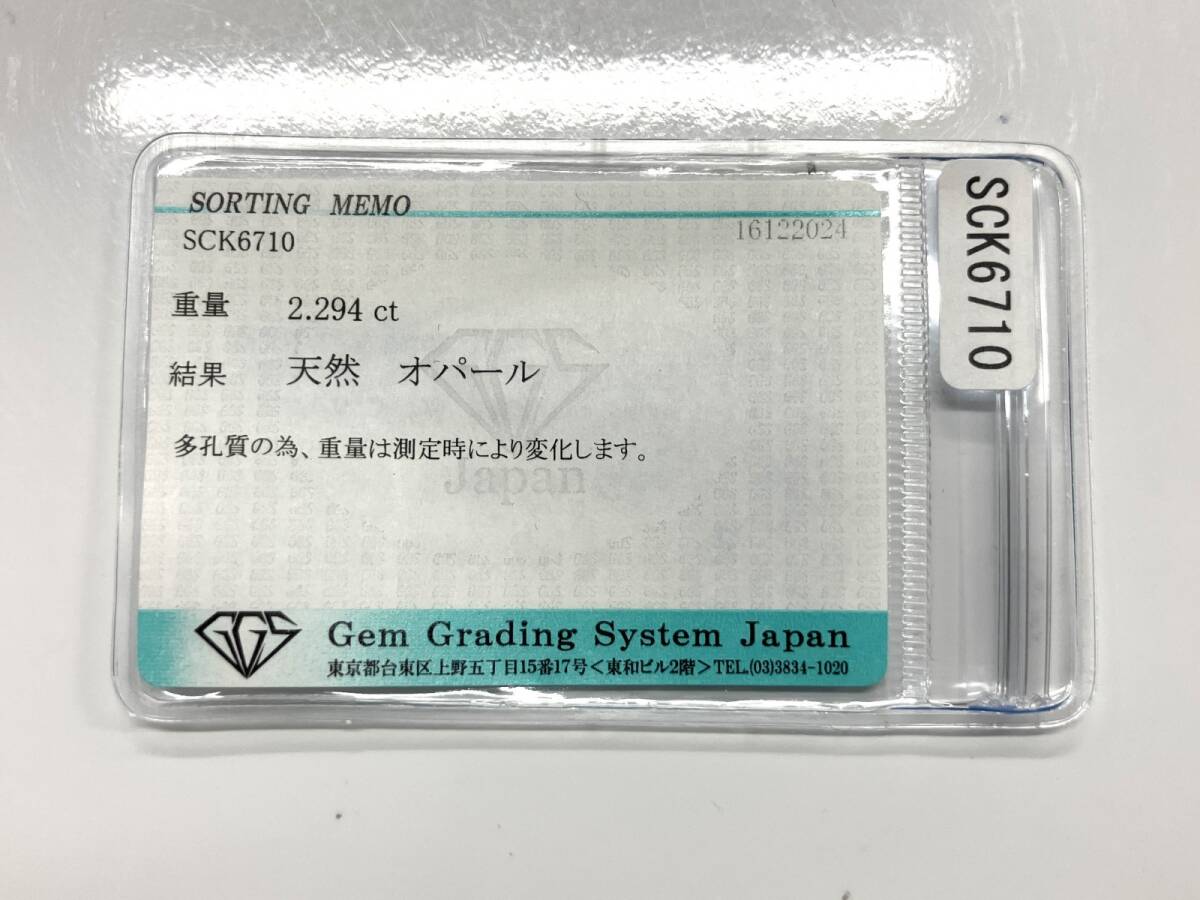 SORTING MEMO
SCK6710
16122024
重量 2.294 ct
結果 天然 オパール
多孔質の為、重量は測定時により変化します。
GGS
Japan
GGS
Gem Grading System Japan
東京都台東区上野五丁目15番17号<東和ビル2階>TEL.(03)3834-1020
SCK6710